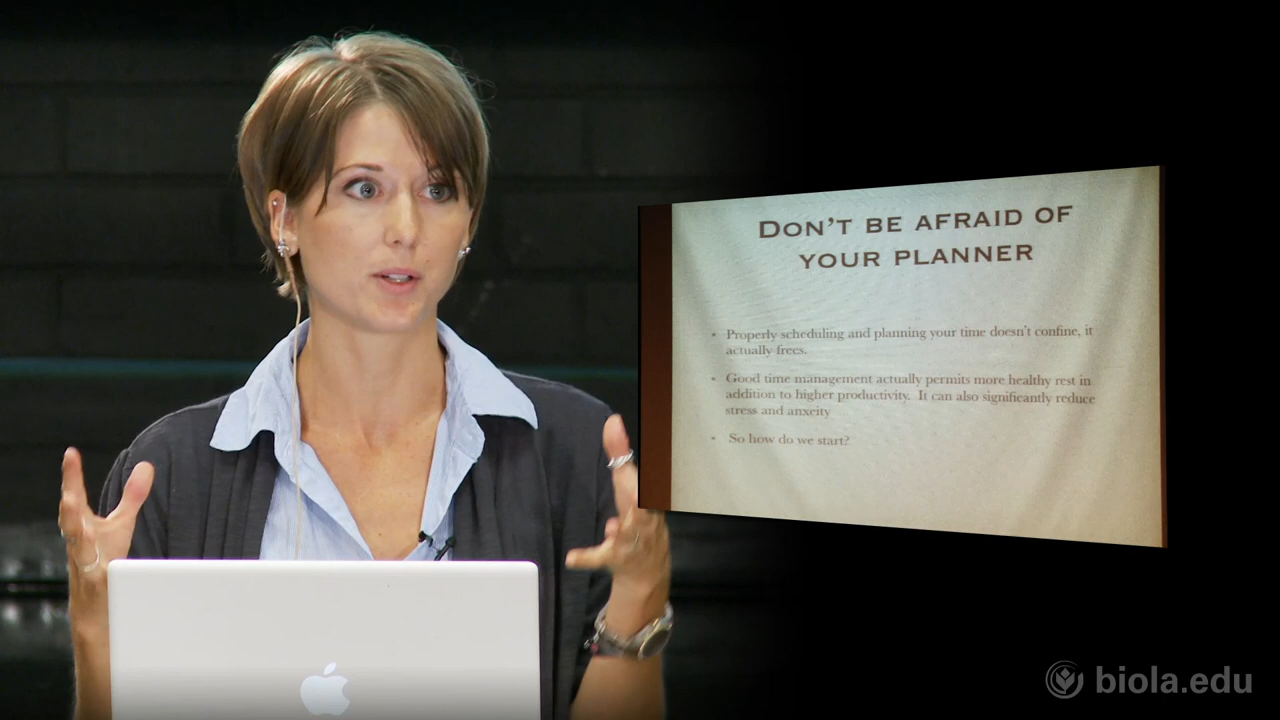 DON'T BE AFRAID OF
YOUR PLANNER
• Properly scheduling and planning your time doesn't confine, it
actually frees.
• Good time management actually permits more healthy rest in
addition to higher productivity. It can also significantly reduce
stress and anxeity
• So how do we start?
biola.edu